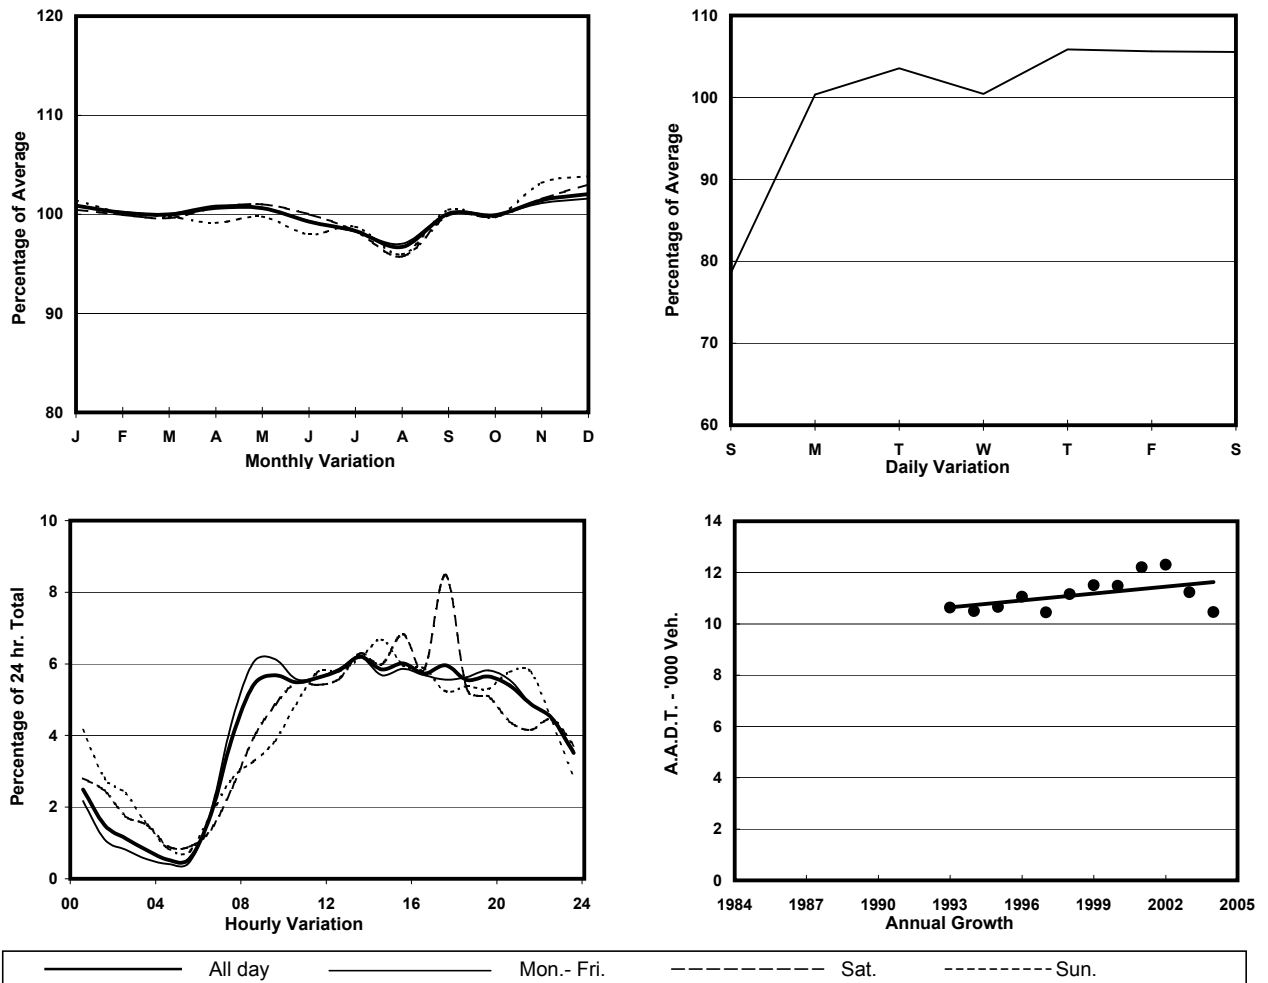 120
110
100
90
80
Percentage of Average
J F M A M J J A S O N D
Monthly Variation
110
100
90
80
70
60
Percentage of Average
S M T W T F S
Daily Variation
10
8
6
4
2
0
Percentage of 24 hr. Total
00 04 08 12 16 20 24
Hourly Variation
14
12
10
8
6
4
2
0
A.A.D.T. - '000 Veh.
1984 1987 1990 1993 1996 1999 2002 2005
Annual Growth
All day Mon.- Fri. Sat. Sun.